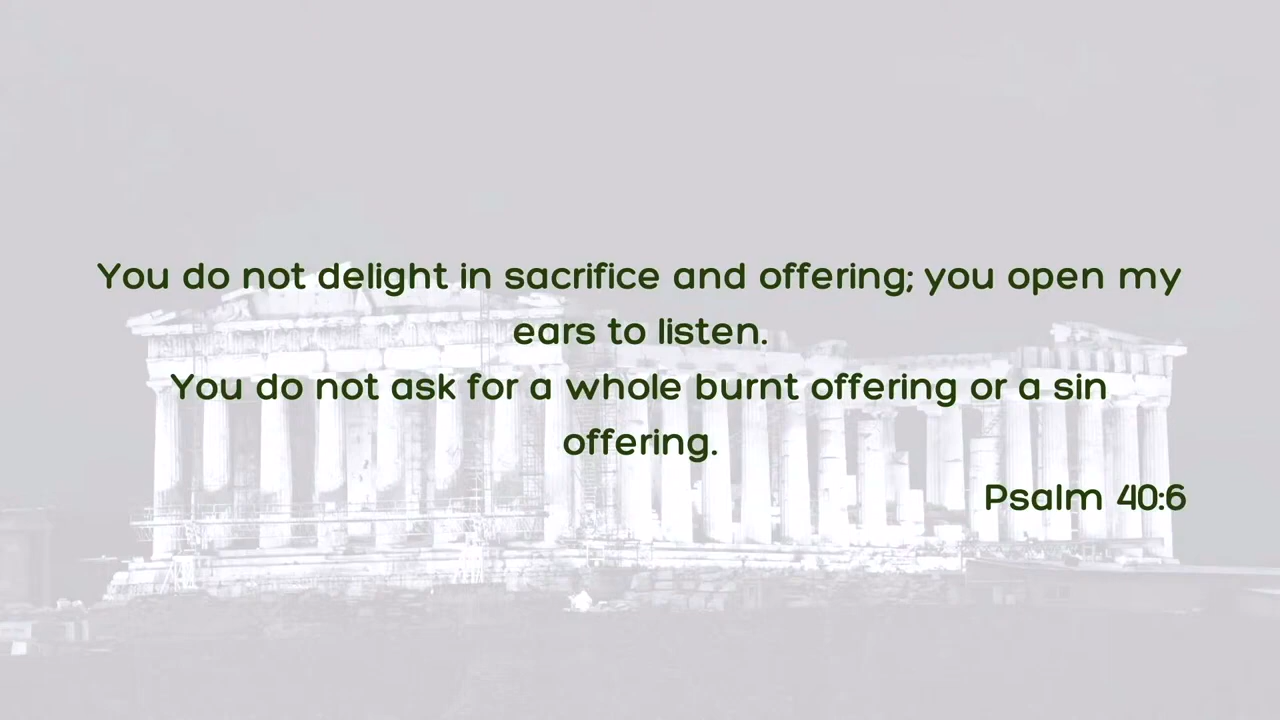 You do not delight in sacrifice and offering; you open my
ears to listen.
You do not ask for a whole burnt offering or a sin
offering.
Psalm 40:6